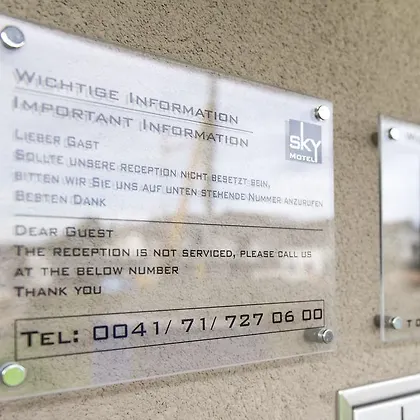 WICHTIGE INFORMATION
IMPORTANT INFORMATION
sky
MOTEL
LIEBER GAST
SOLLTE UNSERE RECEPTION NICHT BESETZT SEIN,
BITTEN WIR SIE UNS AUF UNTEN STEHENDE NUMMER ANZURUFEN
BESTEN DANK
DEAR GUEST
THE RECEPTION IS NOT SERVICED, PLEASE CALL US
AT THE BELOW NUMBER
THANK YOU
TEL: 0041/ 71/ 727 06 00